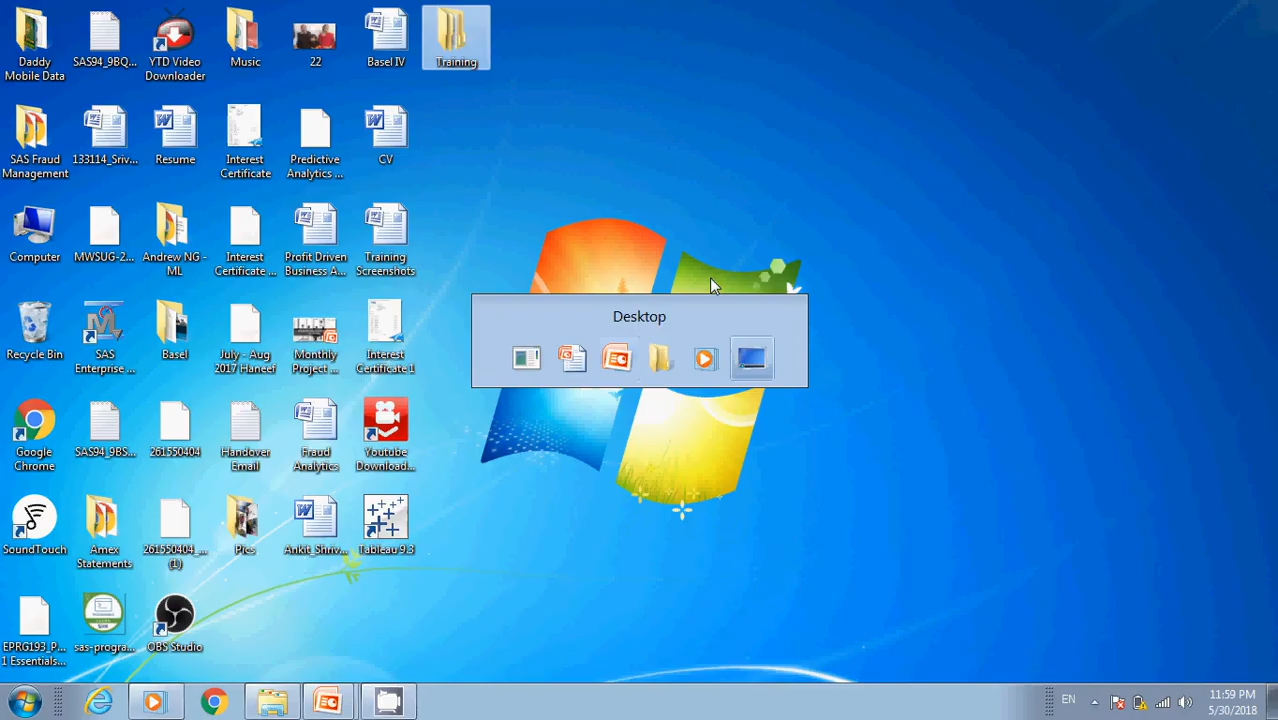 Daddy
Mobile Data
SAS94_9BQ...
YTD Video
Downloader
Music
22
Basel IV
Training
SAS Fraud
Management
133114_Sriv...
Resume
Interest
Certificate
Predictive
Analytics ...
CV
Computer
MWSUG-2...
Andrew NG -
ML
Interest
Certificate ...
Profit Driven
Business A...
Training
Screenshots
Desktop
Recycle Bin
SAS
Enterprise ...
Basel
July - Aug
2017 Haneef
Monthly
Project ...
Interest
Certificate 1
Google
Chrome
SAS94_9BS...
261550404
Handover
Email
Fraud
Analytics
Youtube
Download...
SoundTouch
Amex
Statements
261550404_...
(1)
Pics
Ankit_Shriv...
Tableau 9.3
EPRG193_P...
1 Essentials...
sas-progra...
OBS Studio
EN
11:59 PM
5/30/2018